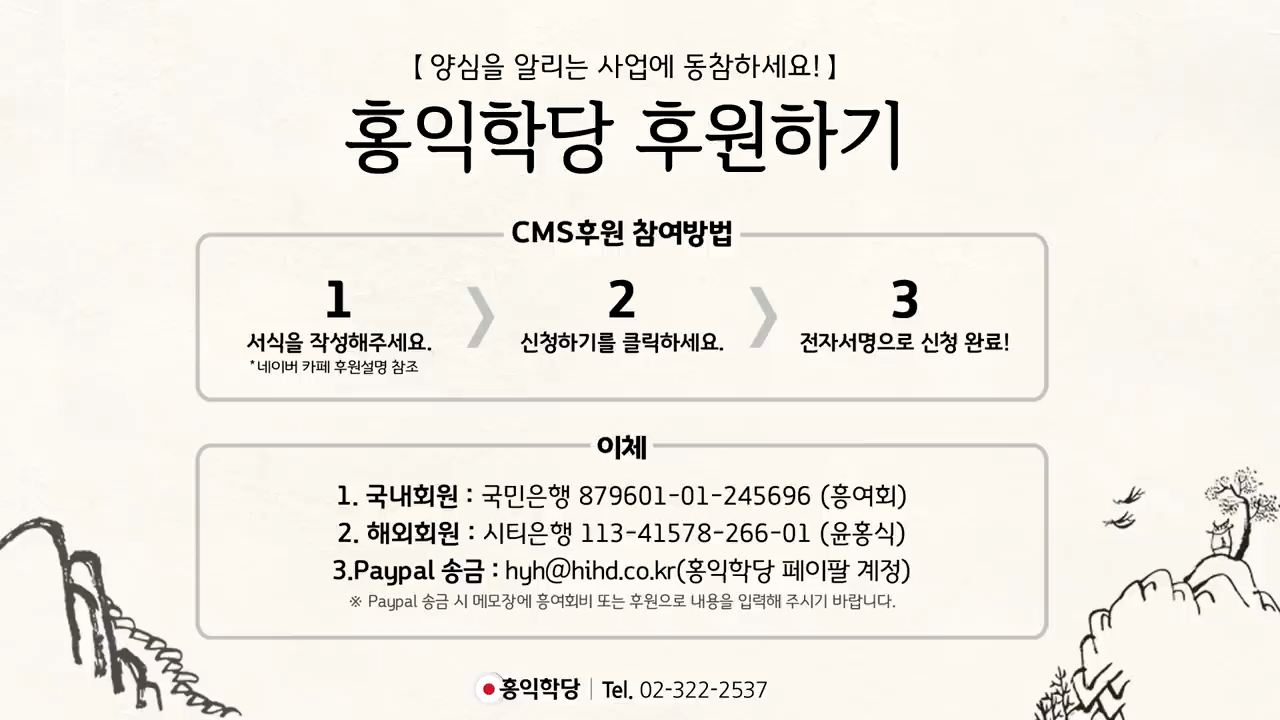 【 양심을 알리는 사업에 동참하세요! 】
홍익학당 후원하기
CMS후원 참여방법
1
서식을 작성해주세요.
*네이버 카페 후원설명 참조
2
신청하기를 클릭하세요.
3
전자서명으로 신청 완료!
이체
1. 국내회원 : 국민은행 879601-01-245696 (흥여회)
2. 해외회원 : 시티은행 113-41578-266-01 (윤홍식)
3.Paypal 송금 : hyh@hihd.co.kr(홍익학당 페이팔 계정)
※ Paypal 송금 시 메모장에 흥여회비 또는 후원으로 내용을 입력해 주시기 바랍니다.
홍익학당 | Tel. 02-322-2537